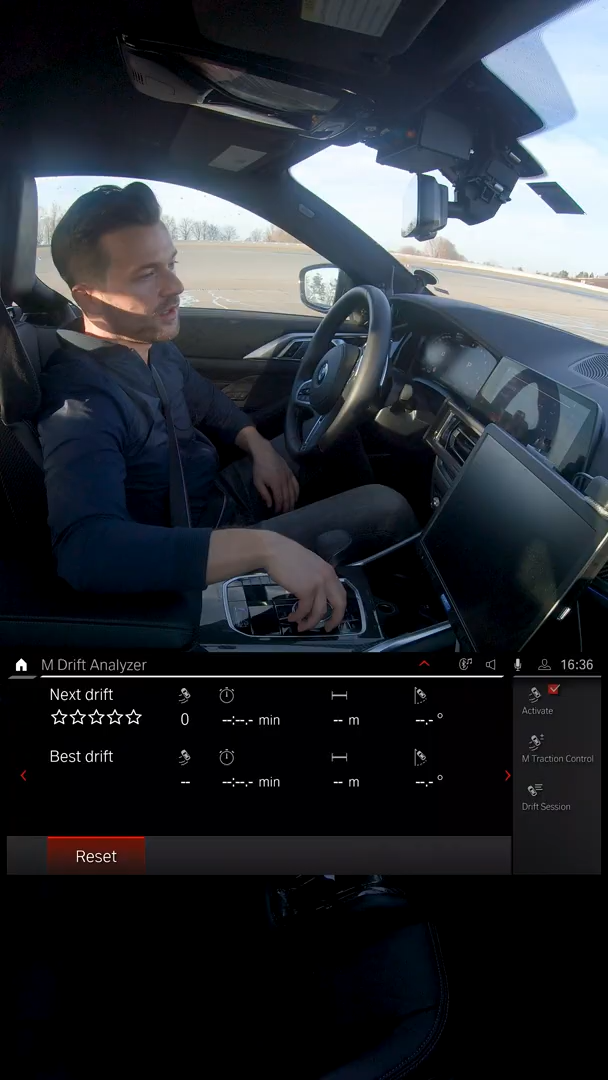 M Drift Analyzer
16:36
Next drift
0
--:--.- min
-- m
--.- °
Best drift
--
--:--.- min
-- m
--.- °
Reset
Activate
M Traction Control
Drift Session